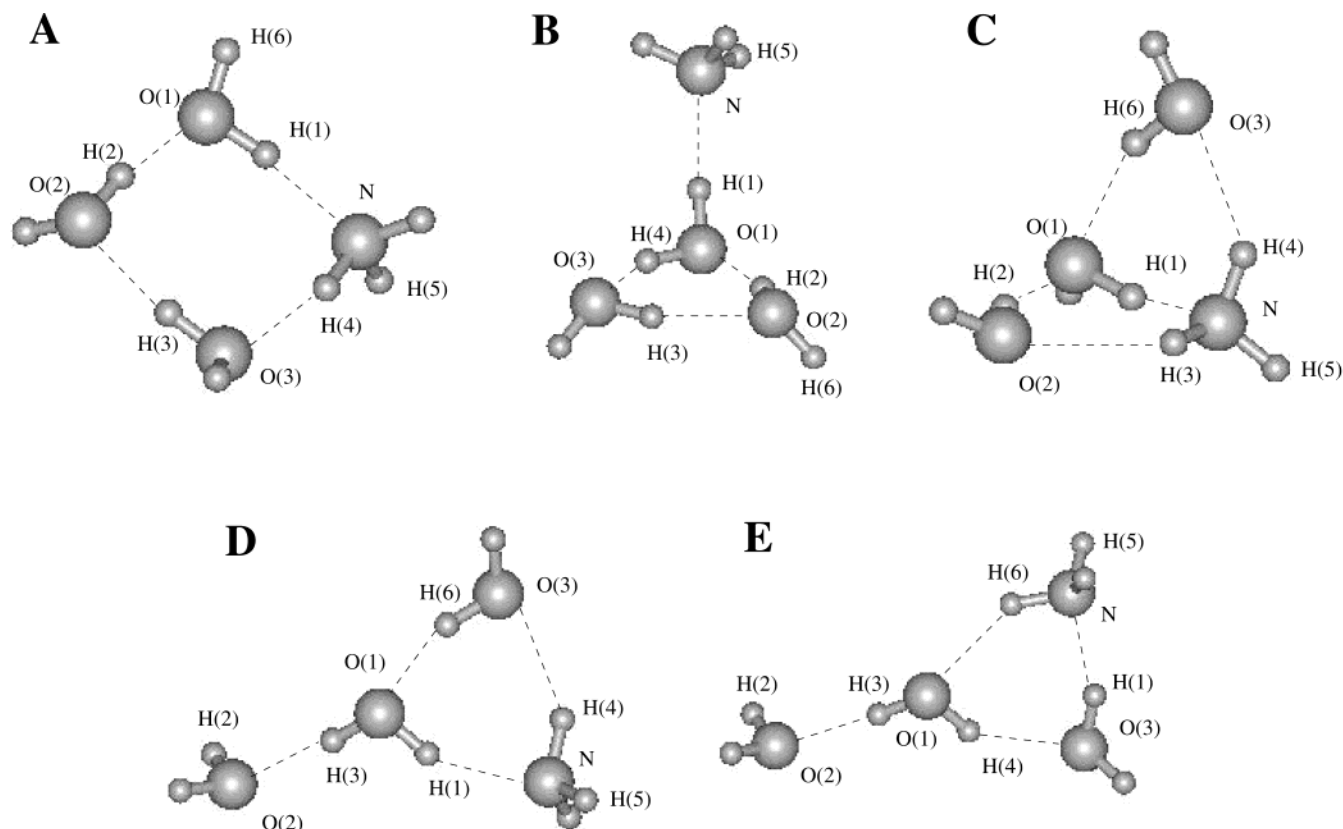 A
H(6)
O(1)
H(1)
H(2)
O(2)
N
H(5)
H(4)
H(3)
O(3)
B
H(5)
N
H(1)
H(4)
O(1)
O(3)
H(2)
O(2)
H(3)
H(6)
C
H(6)
O(3)
O(1)
H(4)
H(2)
H(1)
N
H(3)
H(5)
O(2)
D
H(6)
O(3)
O(1)
H(4)
H(2)
N
H(3)
H(1)
H(5)
O(2)
E
H(5)
H(6)
N
H(2)
H(3)
H(1)
O(3)
O(1)
O(2)
H(4)